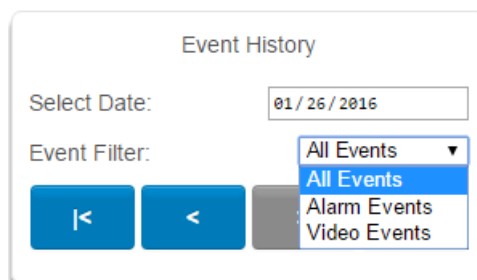 Event History
Select Date: 01/26/2016
Event Filter: All Events
All Events
Alarm Events
Video Events
|< <